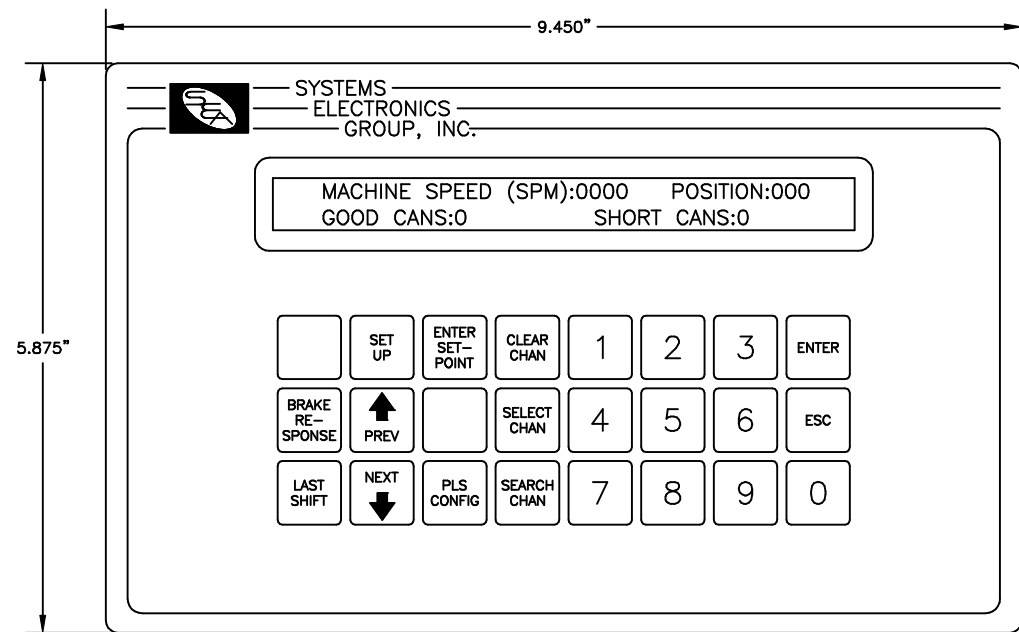 9.450"
SYSTEMS
ELECTRONICS
GROUP, INC.
MACHINE SPEED (SPM):0000 POSITION:000
GOOD CANS:0 SHORT CANS:0
5.875"
SET
UP
ENTER
SET-
POINT
CLEAR
CHAN
1
2
3
ENTER
BRAKE
RE-
SPONSE
PREV
SELECT
CHAN
4
5
6
ESC
LAST
SHIFT
NEXT
PLS
CONFIG
SEARCH
CHAN
7
8
9
0